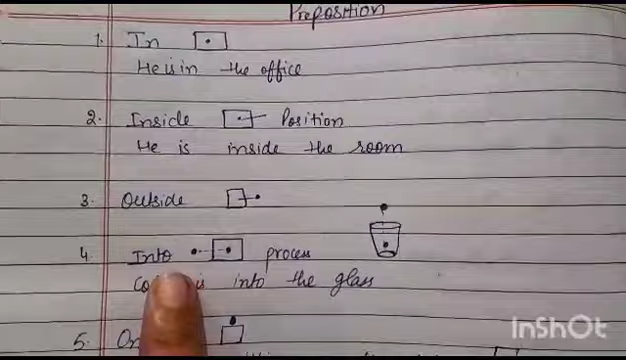 Preposition
1. In
He is in the office
2. Inside Position
He is inside the room
3. Outside
4. Into process
is into the glass
5.
InShot